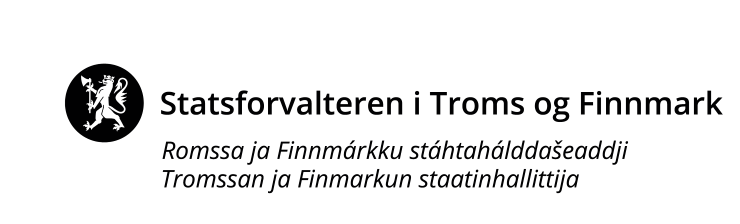 Statsforvalteren i Troms og Finnmark
Romssa ja Finnmárkku stáhtahálddašeaddji
Tromssan ja Finmarkun staatinhallittija